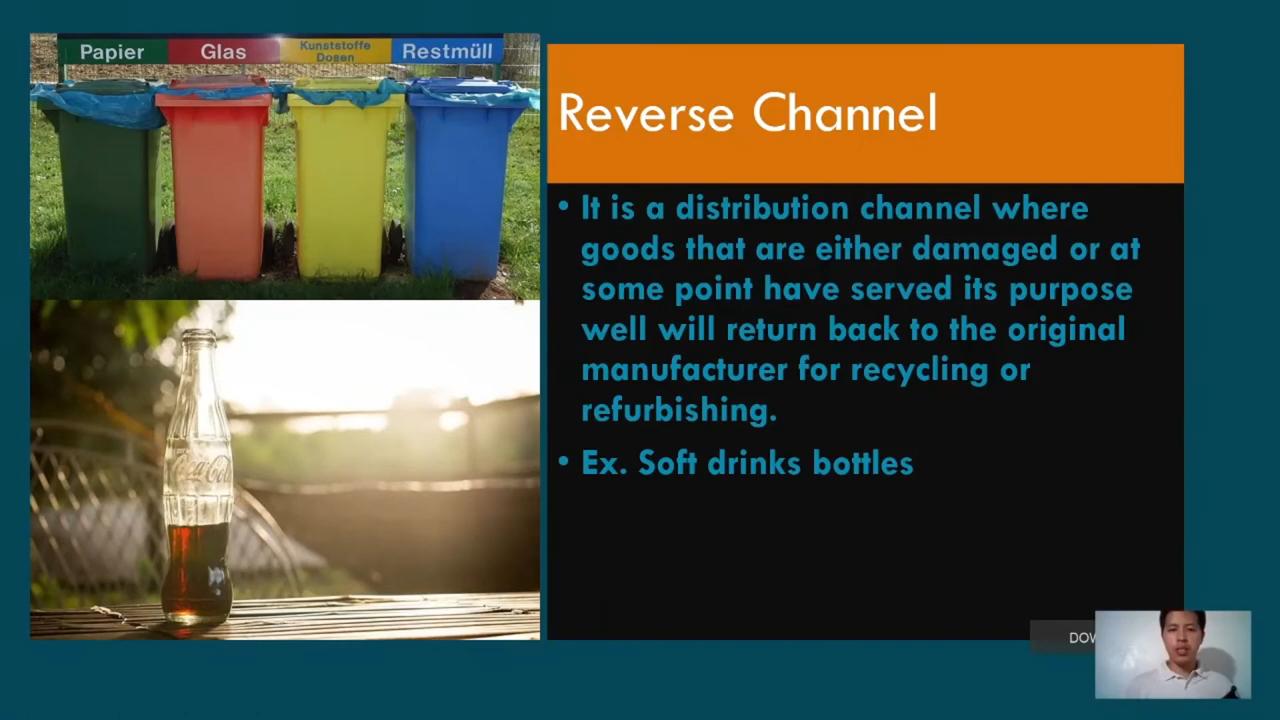 Papier Glas Kunststoffe Dosen Restmüll
Reverse Channel
• It is a distribution channel where
goods that are either damaged or at
some point have served its purpose
well will return back to the original
manufacturer for recycling or
refurbishing.
• Ex. Soft drinks bottles
Coca-Cola